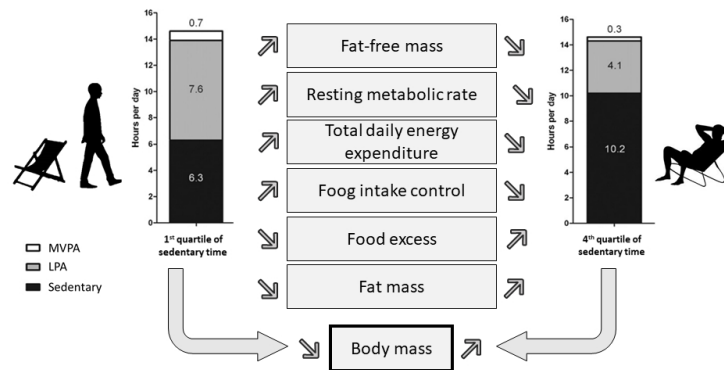 0.7
16
14
12
10
8
6
4
2
0
Hours per day
7.6
6.3
1st quartile of
sedentary time
MVPA
LPA
Sedentary
Fat-free mass
Resting metabolic rate
Total daily energy
expenditure
Foog intake control
Food excess
Fat mass
Body mass
0.3
16
14
12
10
8
6
4
2
0
Hours per day
4.1
10.2
4th quartile of
sedentary time